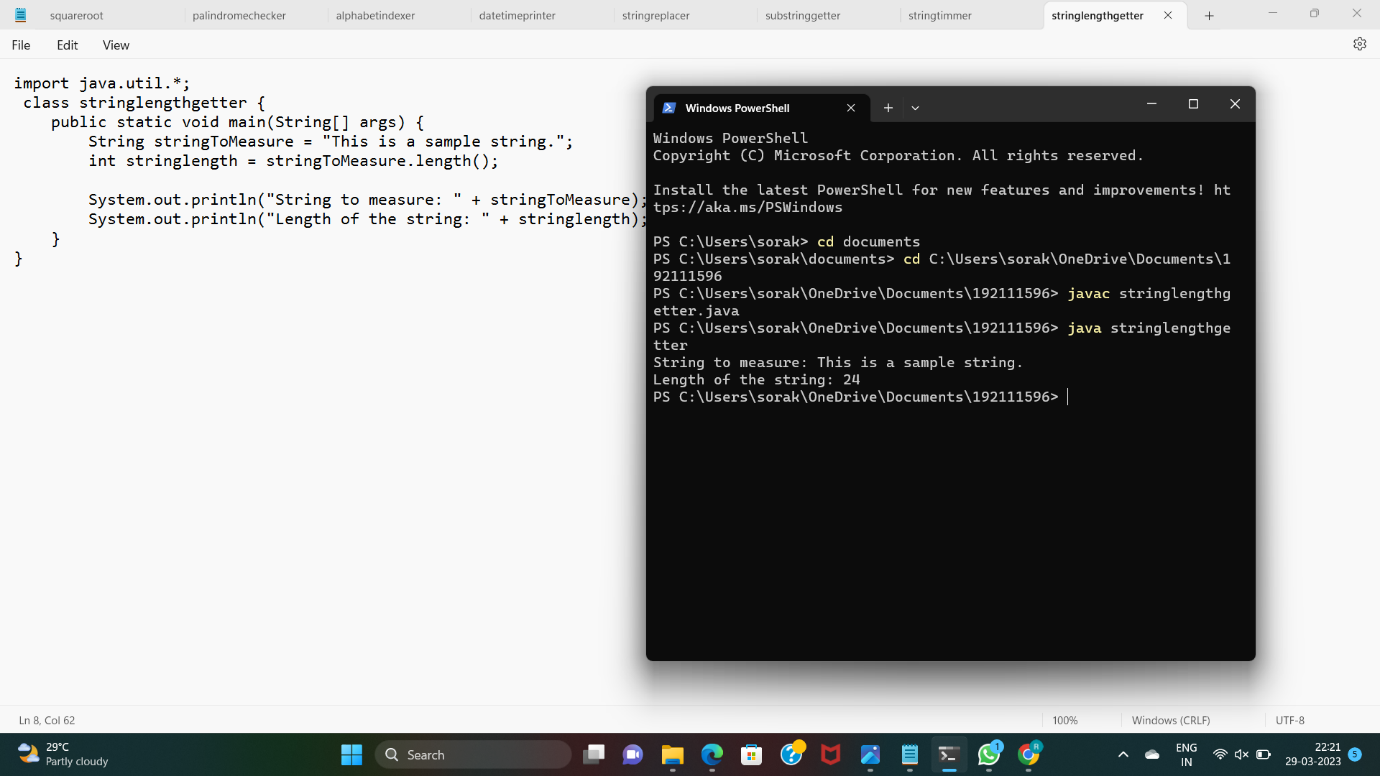 squareroot palindromechecker alphabetindexer datetimeprinter stringreplacer substringgetter stringtimmer stringlengthgetter
File Edit View
import java.util.*;
class stringlengthgetter {
public static void main(String[] args) {
String stringToMeasure = "This is a sample string.";
int stringlength = stringToMeasure.length();
System.out.println("String to measure: " + stringToMeasure);
System.out.println("Length of the string: " + stringlength);
}
}
Windows PowerShell
Windows PowerShell
Copyright (C) Microsoft Corporation. All rights reserved.
Install the latest PowerShell for new features and improvements! ht
tps://aka.ms/PSWindows
PS C:\Users\sorak> cd documents
PS C:\Users\sorak\documents> cd C:\Users\sorak\OneDrive\Documents\1
92111596
PS C:\Users\sorak\OneDrive\Documents\192111596> javac stringlengthg
etter.java
PS C:\Users\sorak\OneDrive\Documents\192111596> java stringlengthge
tter
String to measure: This is a sample string.
Length of the string: 24
PS C:\Users\sorak\OneDrive\Documents\192111596>
Ln 8, Col 62 100% Windows (CRLF) UTF-8
29°C
Partly cloudy
Search
1
R
ENG
IN
22:21
29-03-2023
5